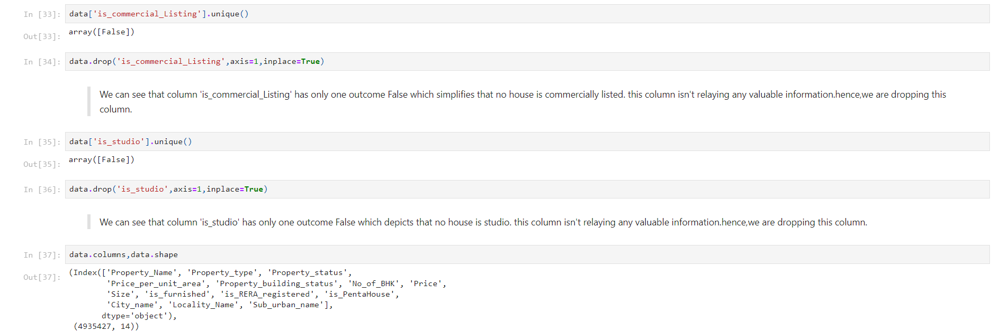 In [33]: data['is_commercial_Listing'].unique()
Out[33]: array([False])
In [34]: data.drop('is_commercial_Listing',axis=1,inplace=True)
We can see that column 'is_commercial_Listing' has only one outcome False which simplifies that no house is commercially listed. this column isn't relaying any valuable information.hence,we are dropping this
column.
In [35]: data['is_studio'].unique()
Out[35]: array([False])
In [36]: data.drop('is_studio',axis=1,inplace=True)
We can see that column 'is_studio' has only one outcome False which depicts that no house is studio. this column isn't relaying any valuable information.hence,we are dropping this column.
In [37]: data.columns,data.shape
Out[37]: (Index(['Property_Name', 'Property_type', 'Property_status',
'Price_per_unit_area', 'Property_building_status', 'No_of_BHK', 'Price',
'Size', 'is_furnished', 'is_RERA_registered', 'is_PentaHouse',
'City_name', 'Locality_Name', 'Sub_urban_name'],
dtype='object'),
(4935427, 14))